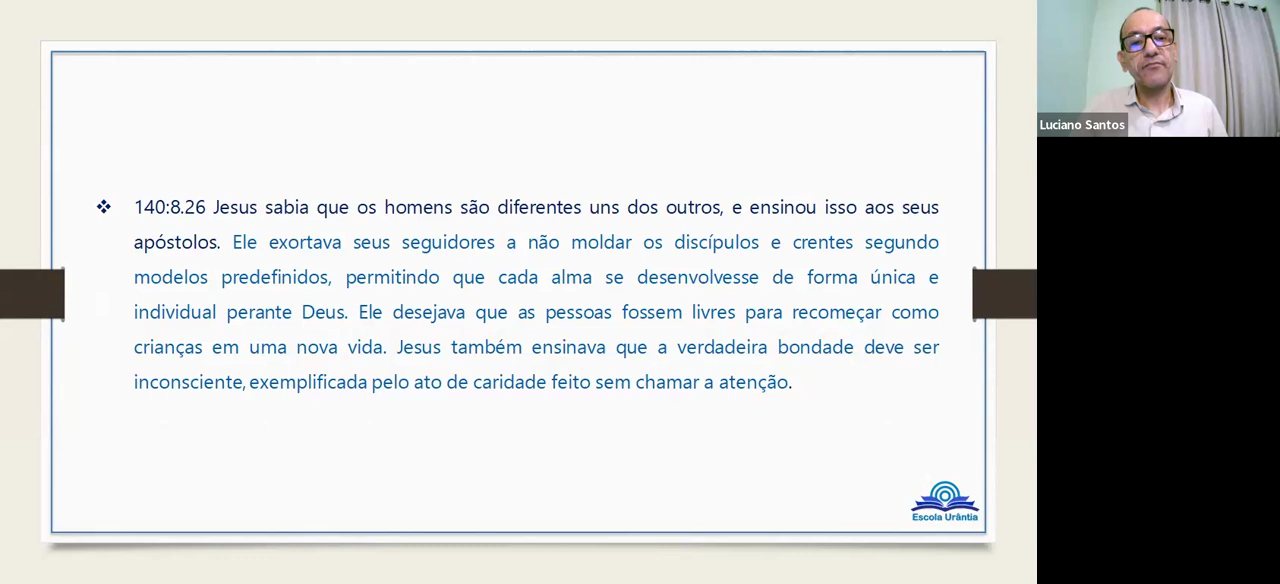 140:8.26 Jesus sabia que os homens são diferentes uns dos outros, e ensinou isso aos seus
apóstolos. Ele exortava seus seguidores a não moldar os discípulos e crentes segundo
modelos predefinidos, permitindo que cada alma se desenvolvesse de forma única e
individual perante Deus. Ele desejava que as pessoas fossem livres para recomeçar como
crianças em uma nova vida. Jesus também ensinava que a verdadeira bondade deve ser
inconsciente, exemplificada pelo ato de caridade feito sem chamar a atenção.
Escola Urântia
Luciano Santos